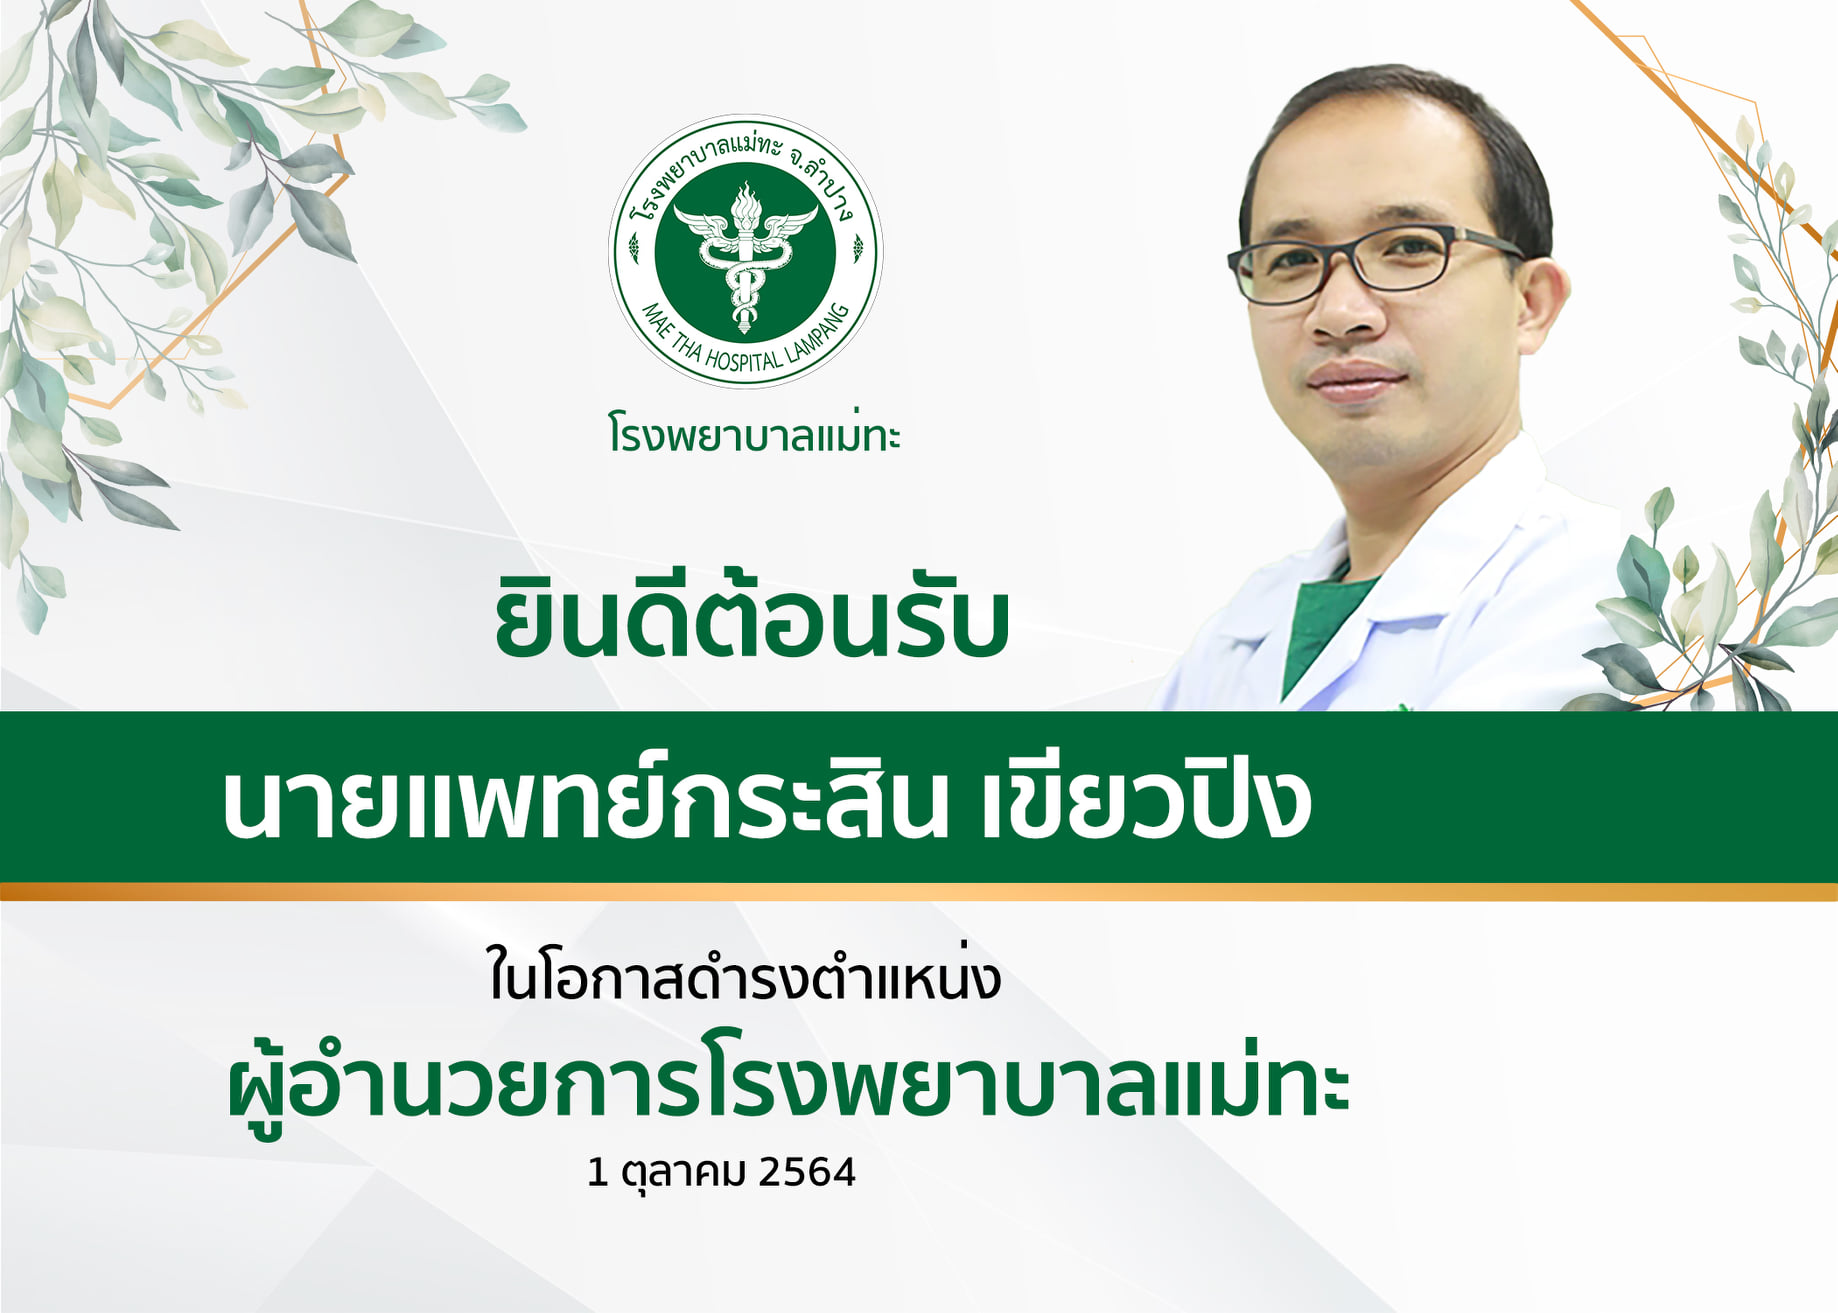 โรงพยาบาลแม่ทะ จ.ลำปาง
MAE THA HOSPITAL LAMPANG
โรงพยาบาลแม่ทะ
ยินดีต้อนรับ
นายแพทย์กระสิน เขียวปิง
ในโอกาสดำรงตำแหน่ง
ผู้อำนวยการโรงพยาบาลแม่ทะ
1 ตุลาคม 2564